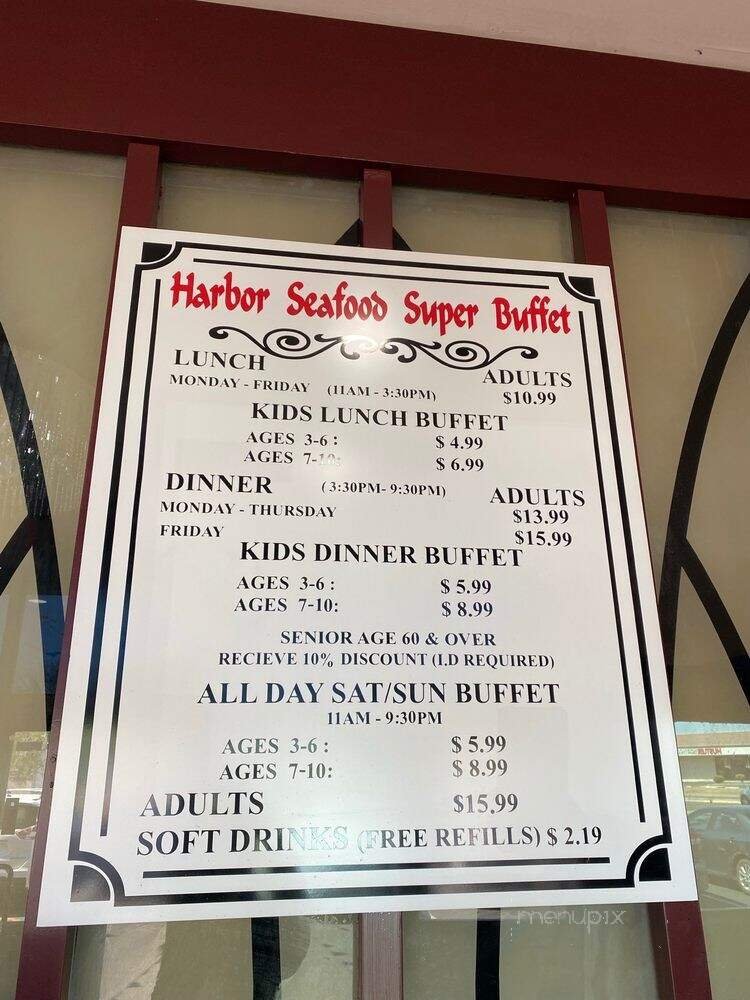 Harbor Seafood Super Buffet
LUNCH ADULTS
MONDAY - FRIDAY (11AM - 3:30PM) $10.99
KIDS LUNCH BUFFET
AGES 3-6 : $ 4.99
AGES 7-10: $ 6.99
DINNER (3:30PM- 9:30PM) ADULTS
MONDAY - THURSDAY $13.99
FRIDAY $15.99
KIDS DINNER BUFFET
AGES 3-6 : $ 5.99
AGES 7-10: $ 8.99
SENIOR AGE 60 & OVER
RECIEVE 10% DISCOUNT (I.D REQUIRED)
ALL DAY SAT/SUN BUFFET
11AM - 9:30PM
AGES 3-6 : $ 5.99
AGES 7-10: $ 8.99
ADULTS $15.99
SOFT DRINKS (FREE REFILLS) $ 2.19
menupix